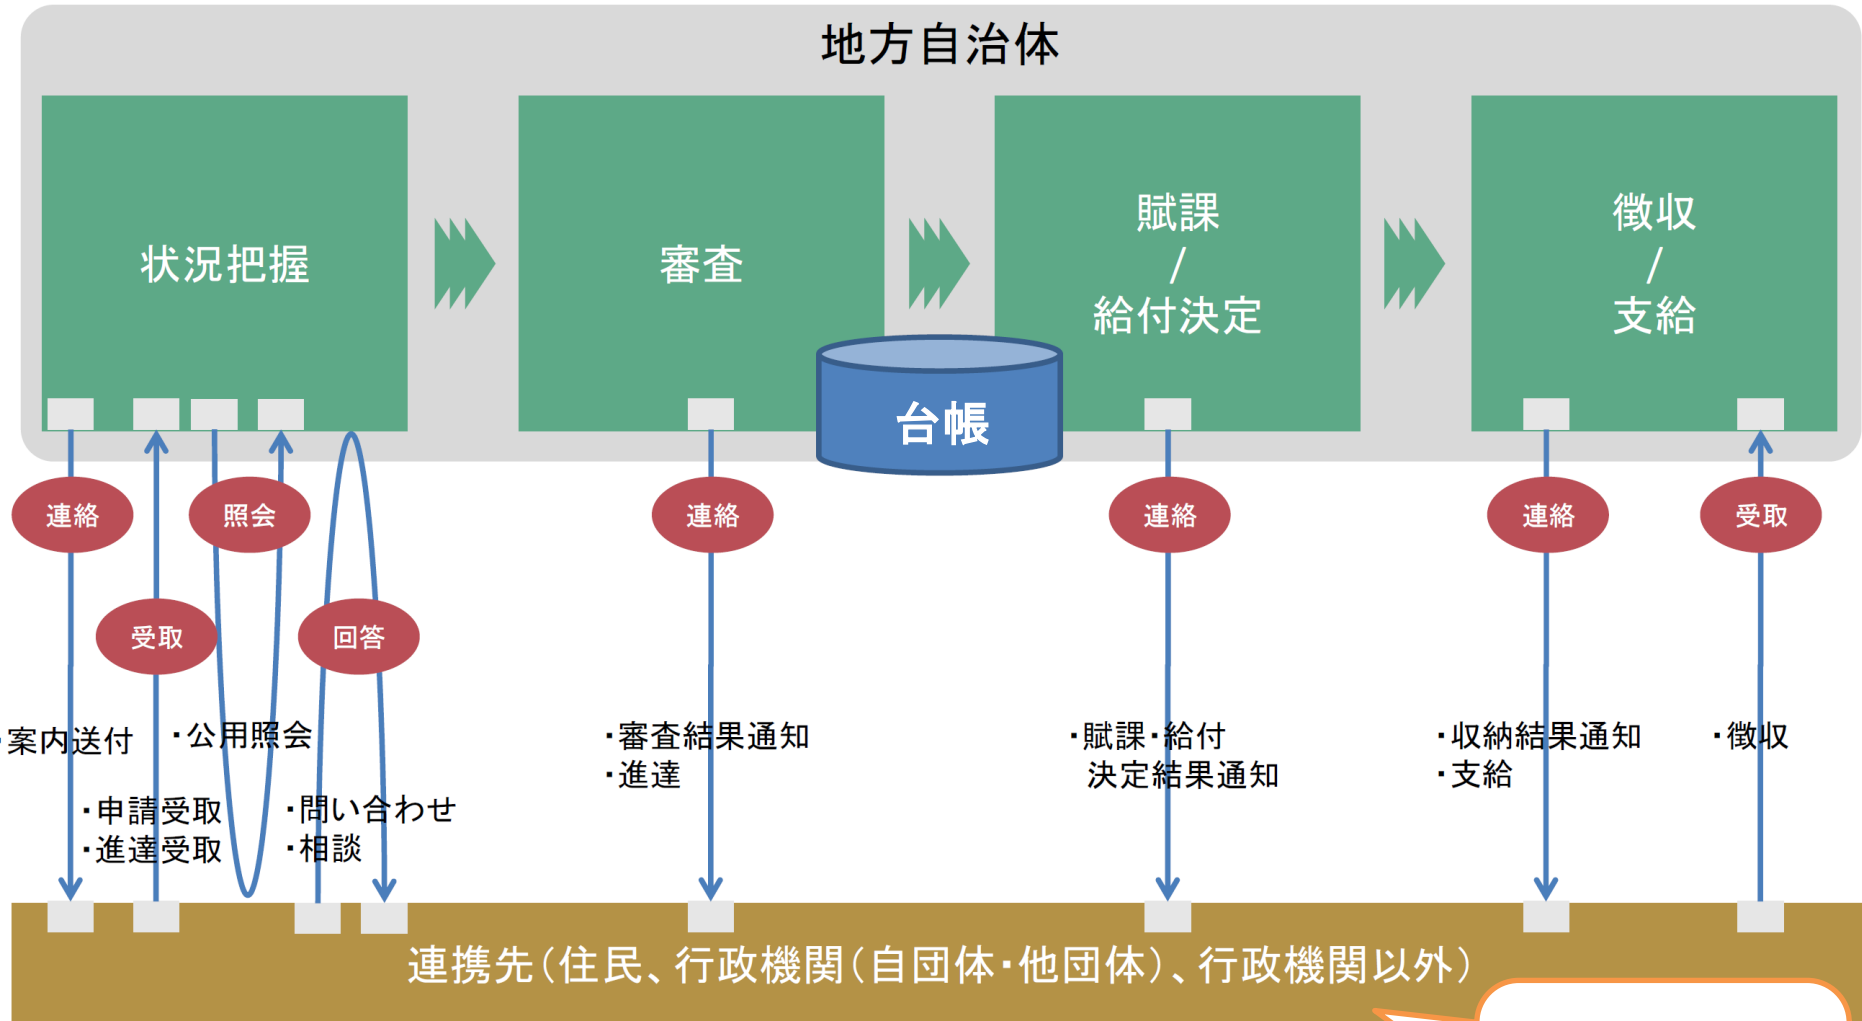 地方自治体
状況把握
審査
賦課
/
給付決定
徴収
/
支給
台帳
連絡
照会
連絡
連絡
連絡
受取
受取
回答
・案内送付
・公用照会
・審査結果通知
・進達
・賦課・給付
決定結果通知
・収納結果通知
・支給
・徴収
・申請受取
・進達受取
・問い合わせ
・相談
連携先(住民、行政機関(自団体・他団体)、行政機関以外)